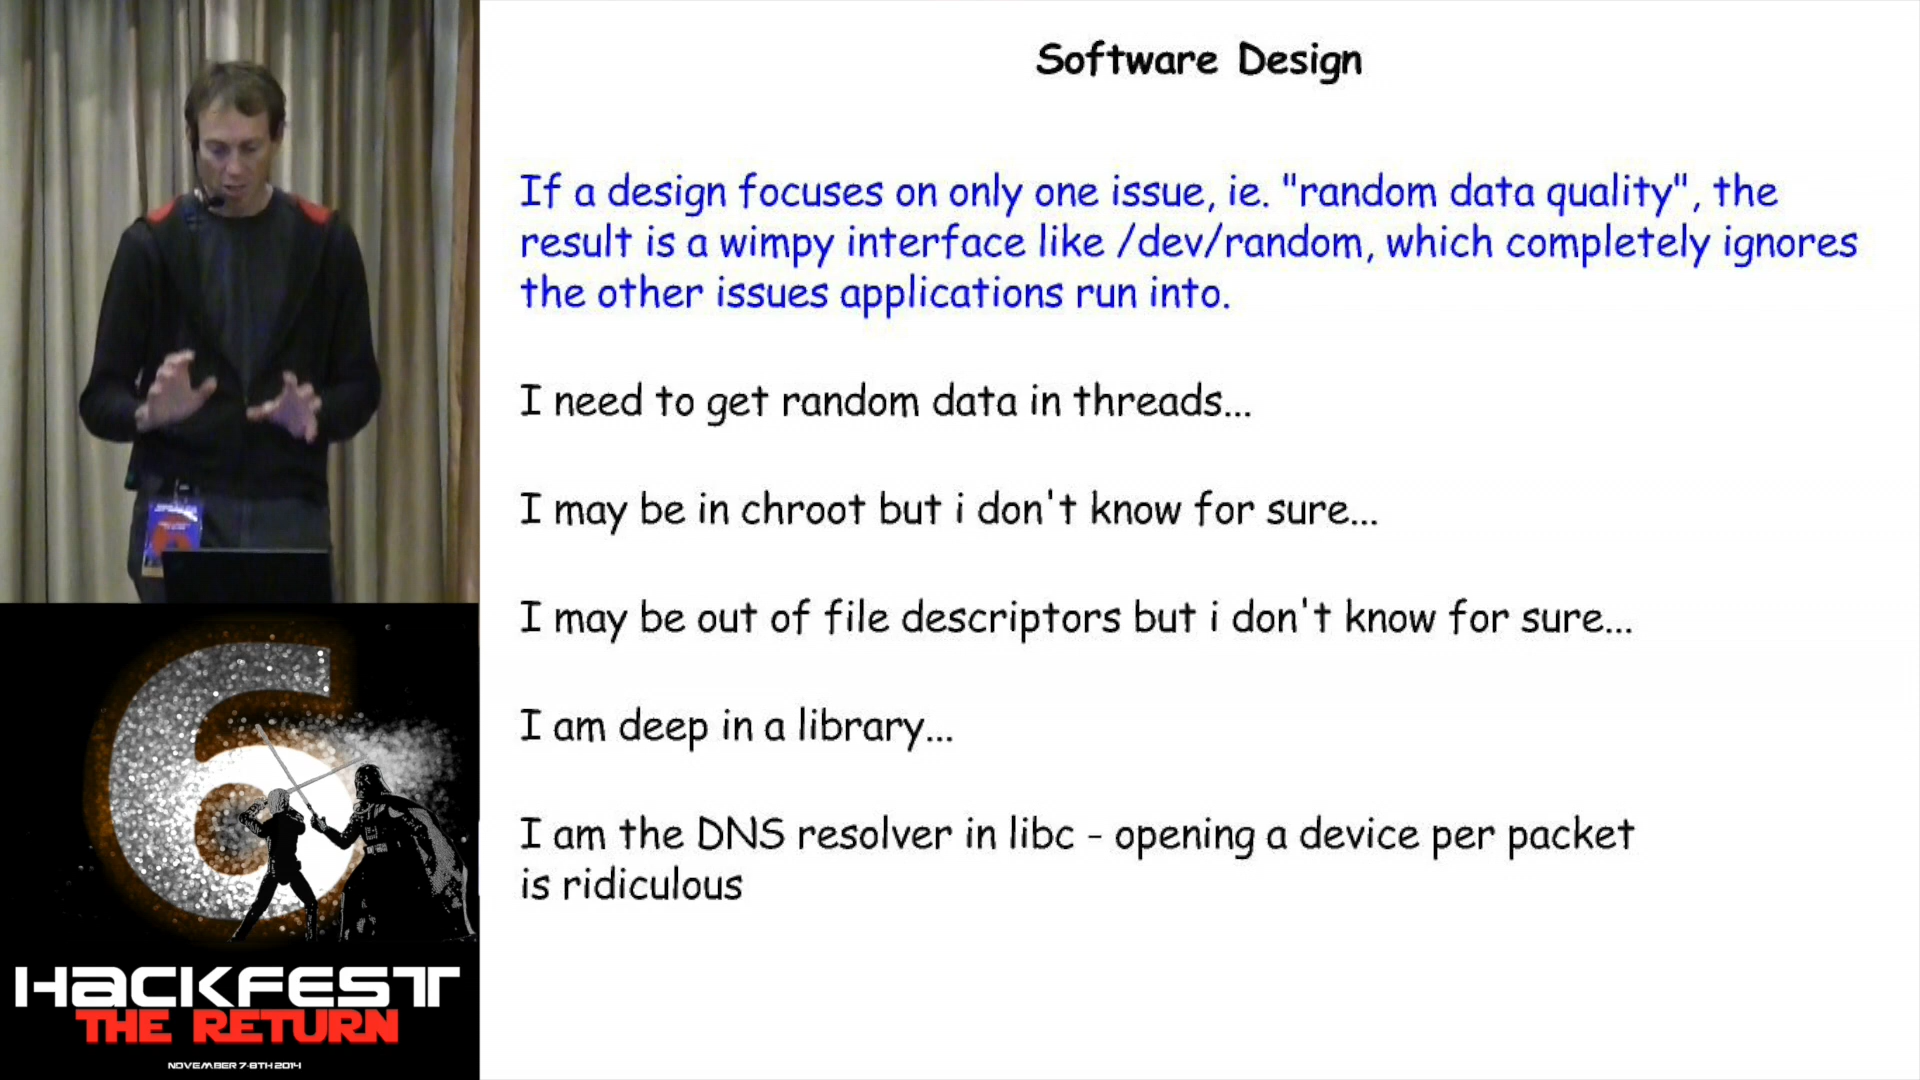 Software Design
If a design focuses on only one issue, ie. "random data quality", the
result is a wimpy interface like /dev/random, which completely ignores
the other issues applications run into.
I need to get random data in threads...
I may be in chroot but i don't know for sure...
I may be out of file descriptors but i don't know for sure...
I am deep in a library...
I am the DNS resolver in libc - opening a device per packet
is ridiculous
HACKFEST
THE RETURN
NOVEMBER 7-8TH 2014